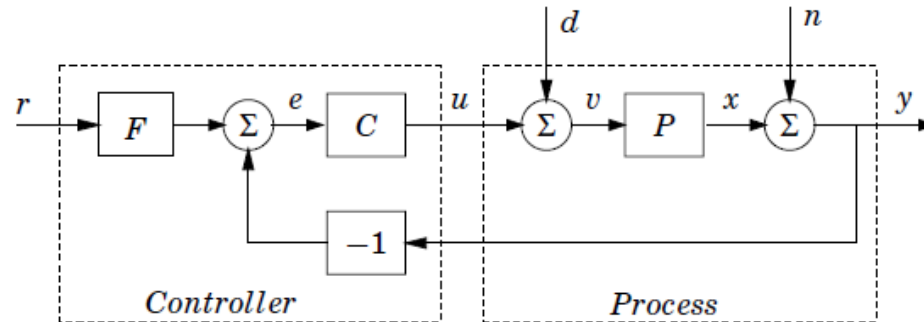 d n
r e u v x y
F Σ C Σ P Σ
−1
Controller Process